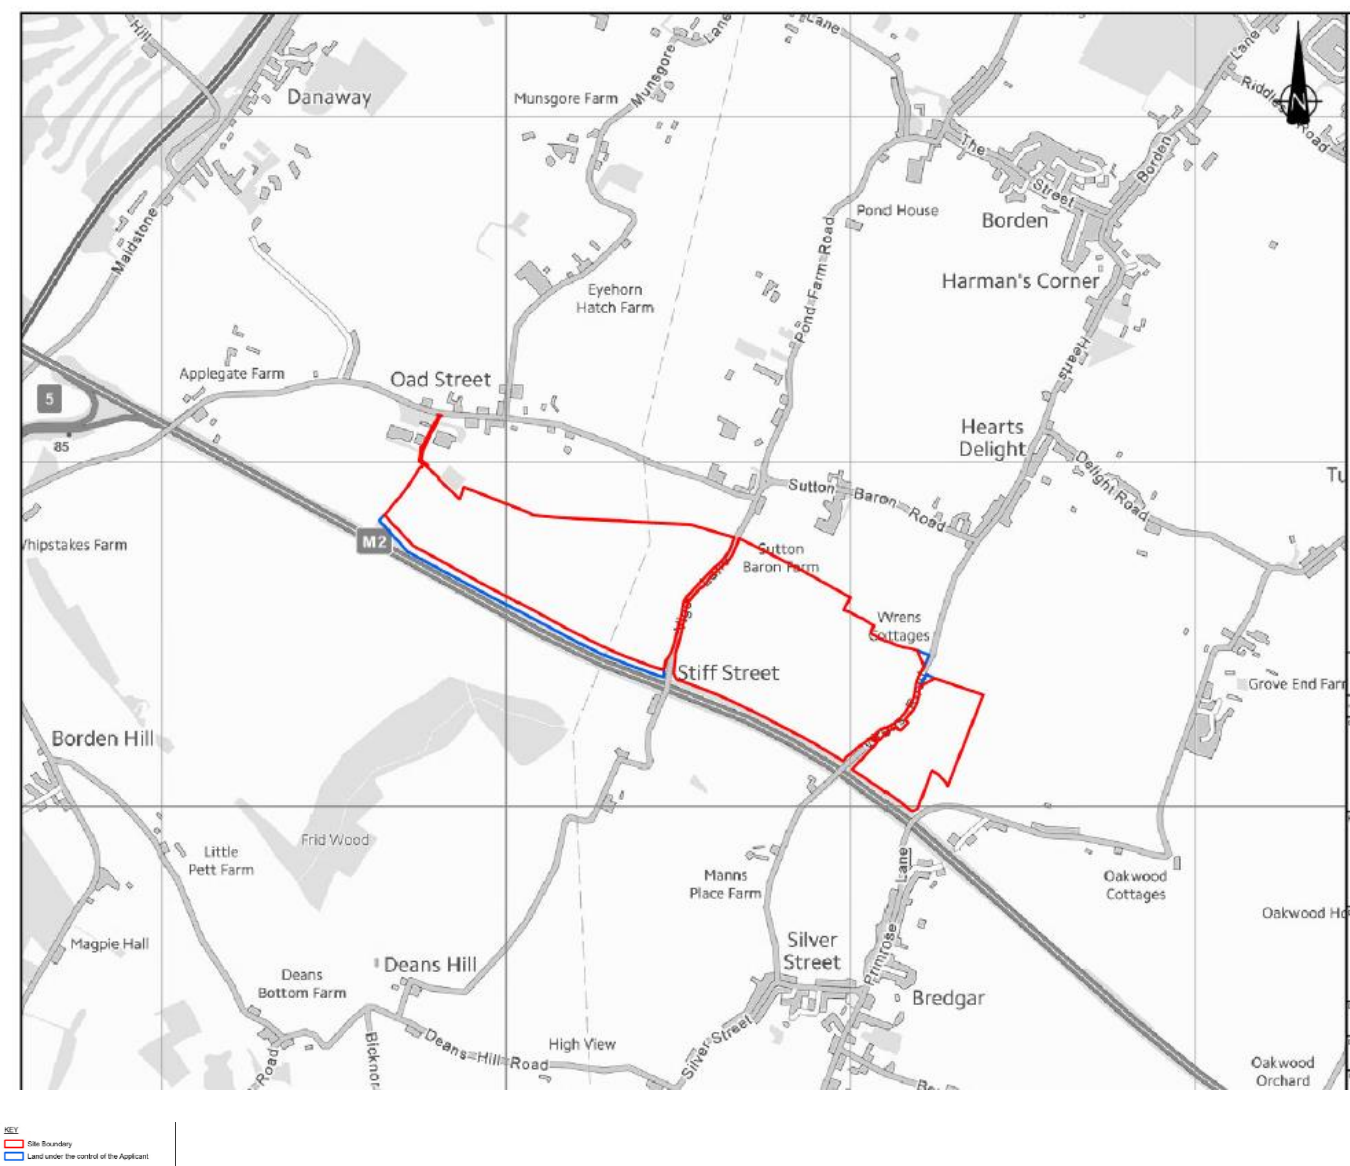 Hill
Danaway
Munsgore Farm
Munsgore
Lane
Lane
Lane
Riddles
Road
N
The
Street
Borden
Borden
Pond House
Harman's Corner
Maidstone
Eyehorn
Hatch Farm
Pond Farm Road
Hearts
Applegate Farm
Oad Street
5
85
Hearts
Delight
Delight Road
Sutton Baron Road
M2
Sutton
Baron Farm
Wrens
Cottages
Stiff Street
Grove End Farm
Borden Hill
Frid Wood
Little
Pett Farm
Manns
Place Farm
Lane
Primrose
Oakwood
Cottages
Magpie Hall
Silver
Street
Deans Hill
Deans
Bottom Farm
Bredgar
High View
Deans Hill Road
Silver Street
Road
Oakwood
Orchard
KEY
Site Boundary
Land under the control of the Applicant